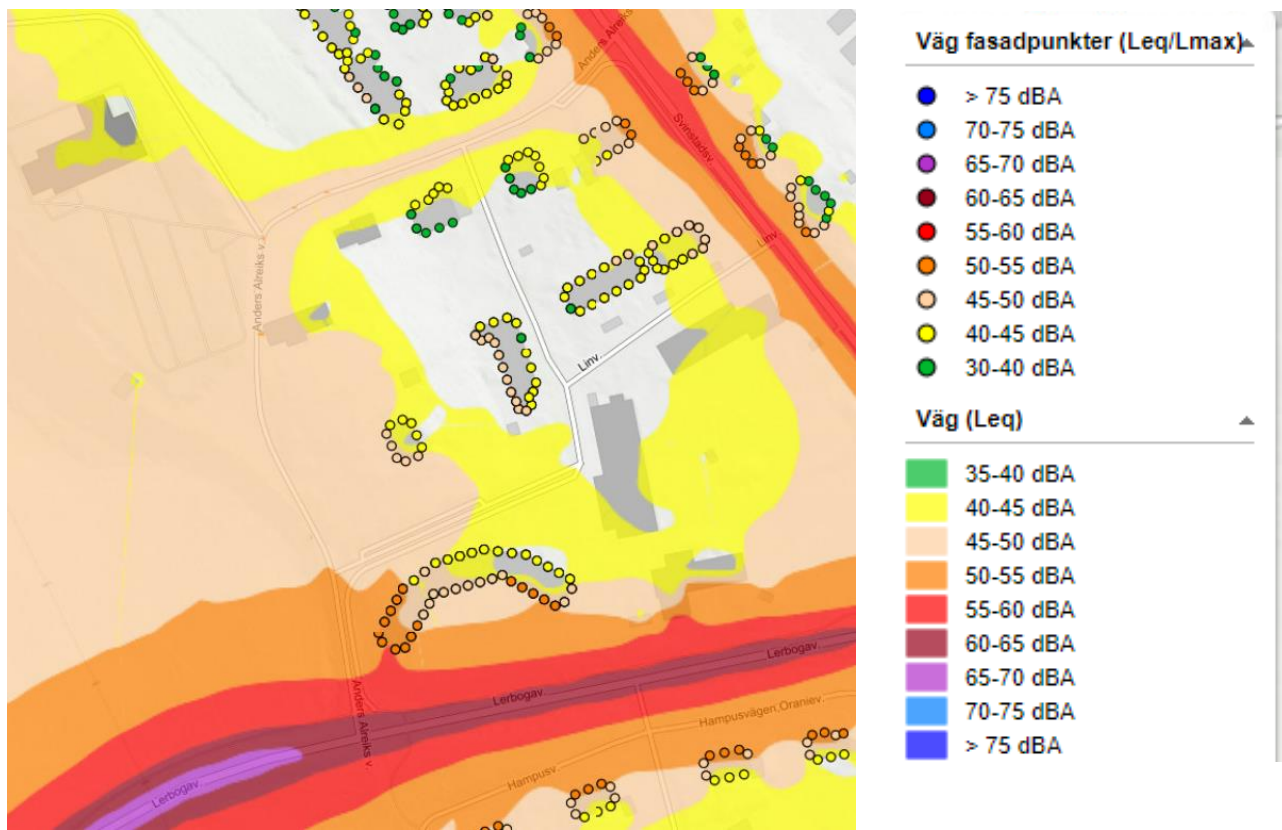 Anders Alreiks v.
Svinstadsv.
Anders Alreiks v.
Linv.
Linv.
Lerbogav.
Lerbogav.
Hampusvägen Oraniev.
Anders Alreiks v.
Hampusv.
Lerbogav.
Väg fasadpunkter (Leq/Lmax)
> 75 dBA
70-75 dBA
65-70 dBA
60-65 dBA
55-60 dBA
50-55 dBA
45-50 dBA
40-45 dBA
30-40 dBA
Väg (Leq)
35-40 dBA
40-45 dBA
45-50 dBA
50-55 dBA
55-60 dBA
60-65 dBA
65-70 dBA
70-75 dBA
> 75 dBA